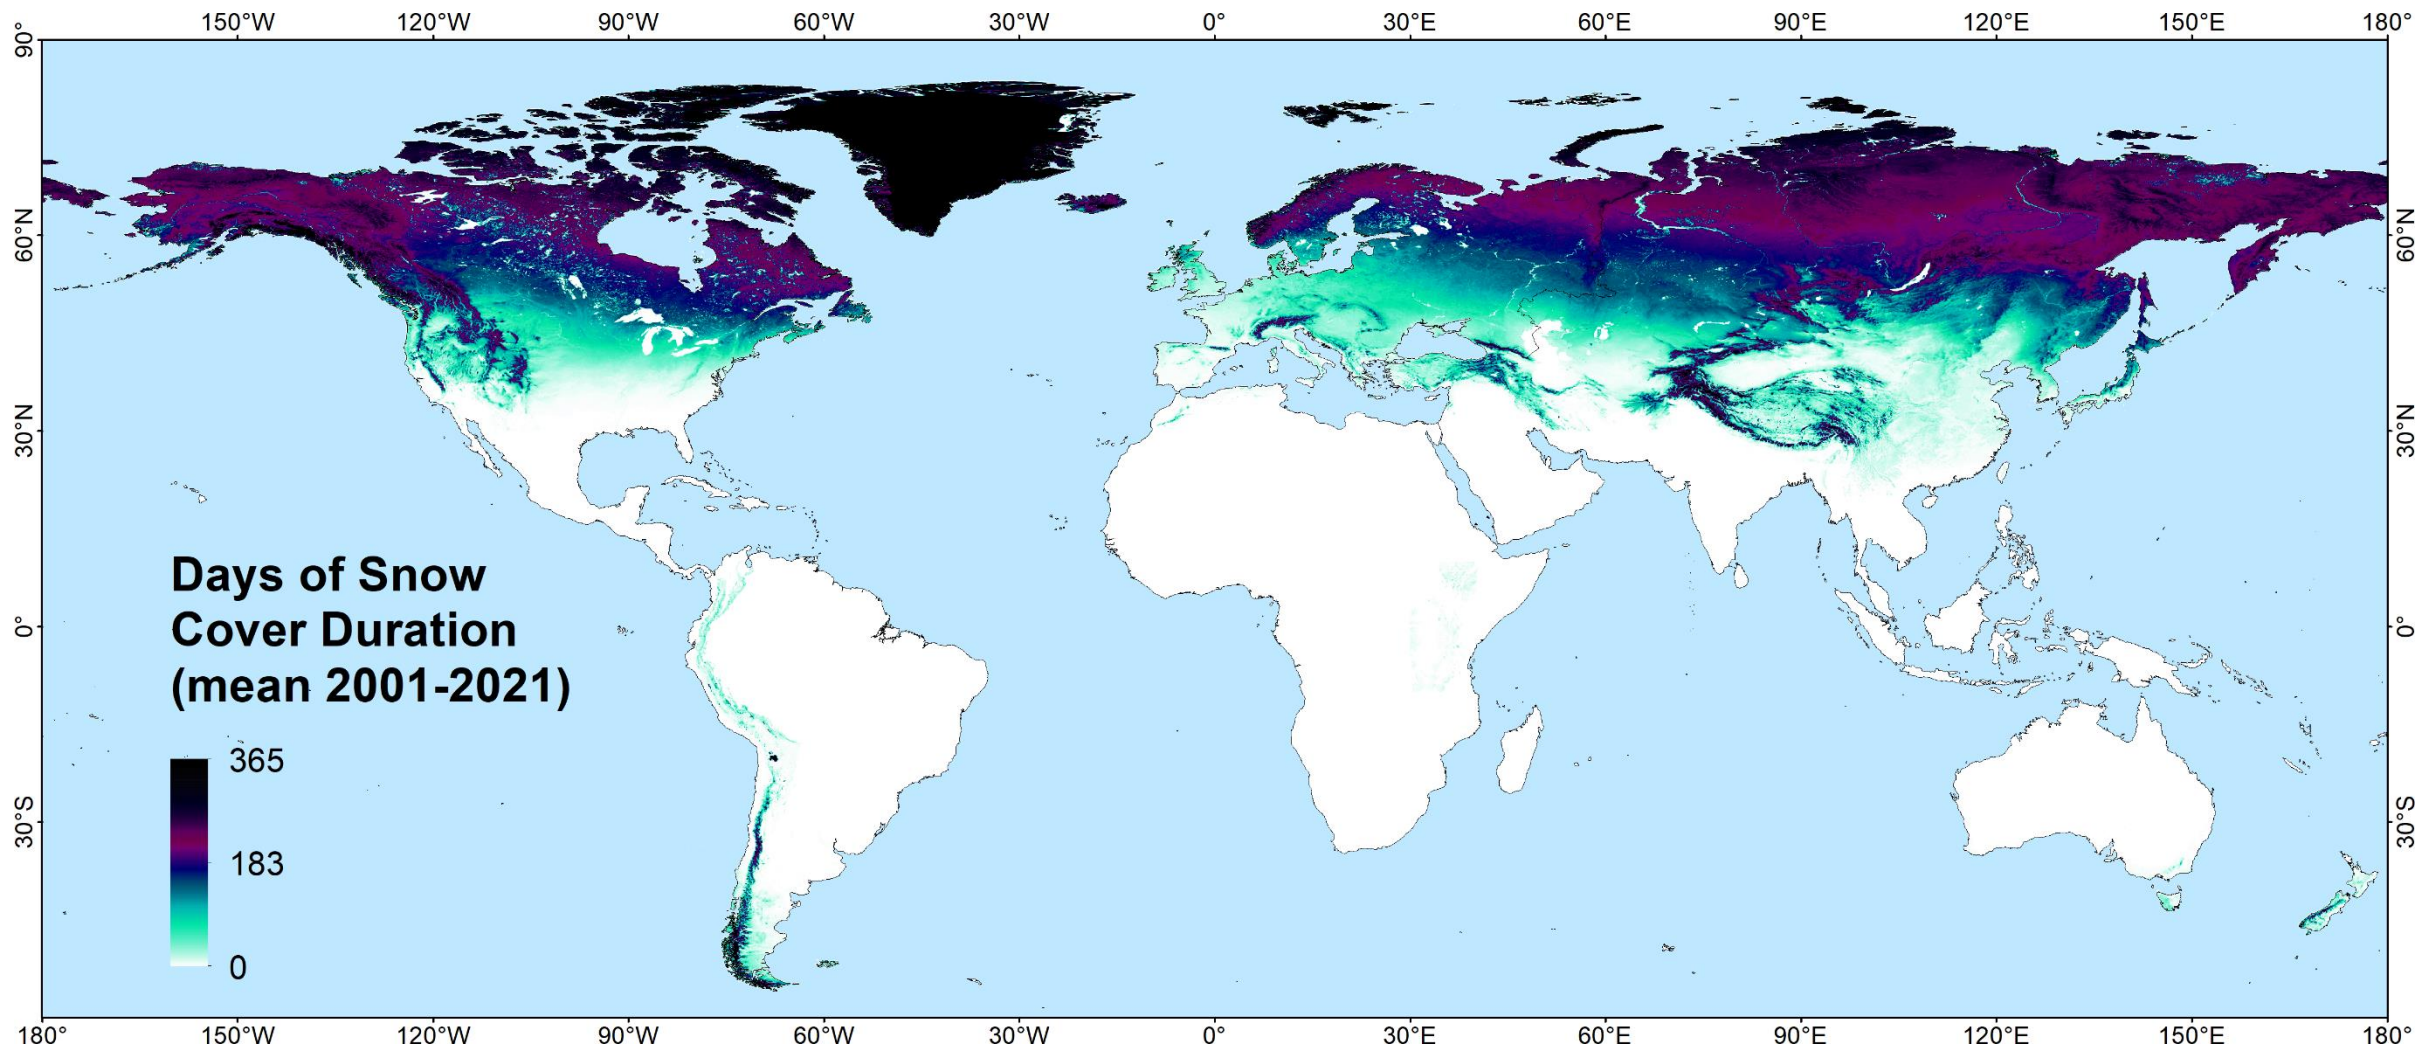 150°W 120°W 90°W 60°W 30°W 0° 30°E 60°E 90°E 120°E 150°E 180°
90°
60°N 60°N
30°N 30°N
Days of Snow
Cover Duration
(mean 2001-2021)
0° 0°
365
183
0
30°S 30°S
180° 150°W 120°W 90°W 60°W 30°W 0° 30°E 60°E 90°E 120°E 150°E 180°